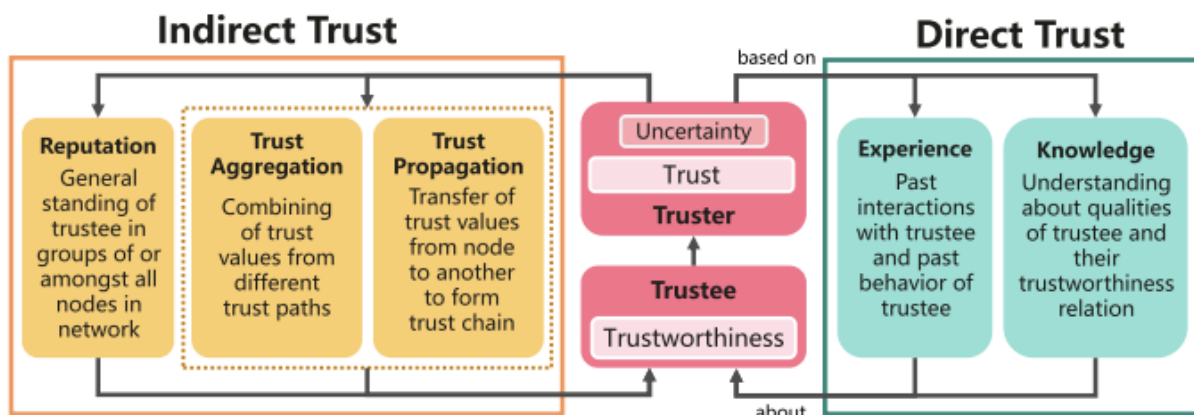 Indirect Trust
Direct Trust
based on
Reputation
General
standing of
trustee in
groups of or
amongst all
nodes in
network
Trust
Aggregation
Combining
of trust
values from
different
trust paths
Trust
Propagation
Transfer of
trust values
from node
to another
to form
trust chain
Uncertainty
Trust
Truster
Trustee
Trustworthiness
Experience
Past
interactions
with trustee
and past
behavior of
trustee
Knowledge
Understanding
about qualities
of trustee and
their
trustworthiness
relation
about